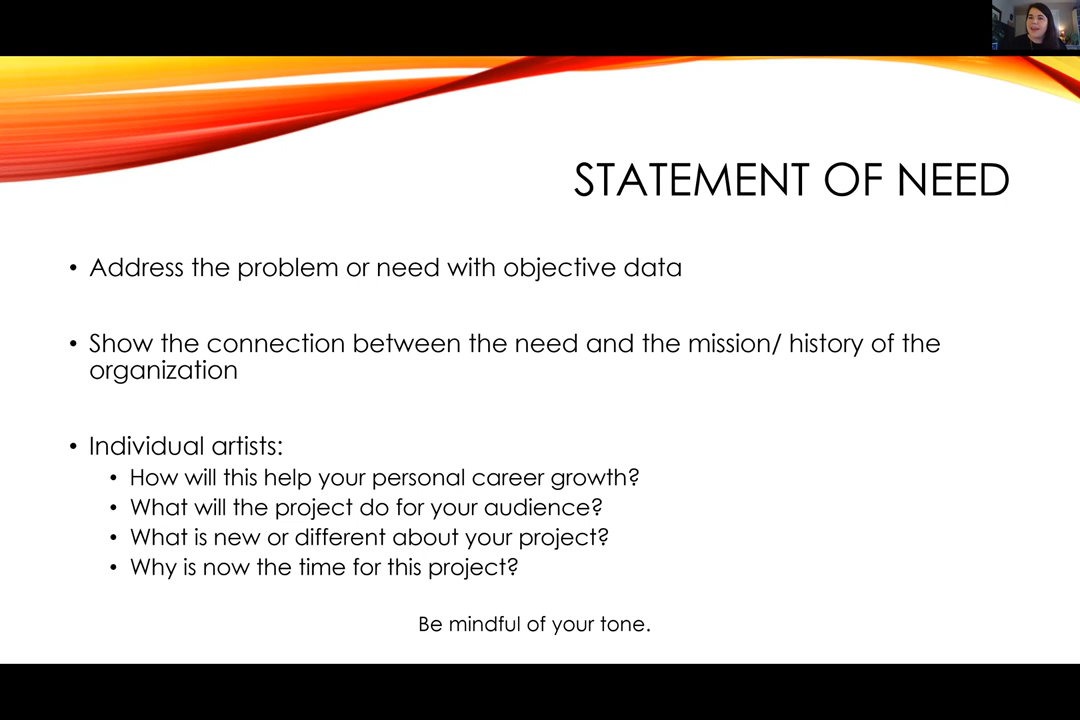 STATEMENT OF NEED
• Address the problem or need with objective data
• Show the connection between the need and the mission/ history of the
organization
• Individual artists:
• How will this help your personal career growth?
• What will the project do for your audience?
• What is new or different about your project?
• Why is now the time for this project?
Be mindful of your tone.